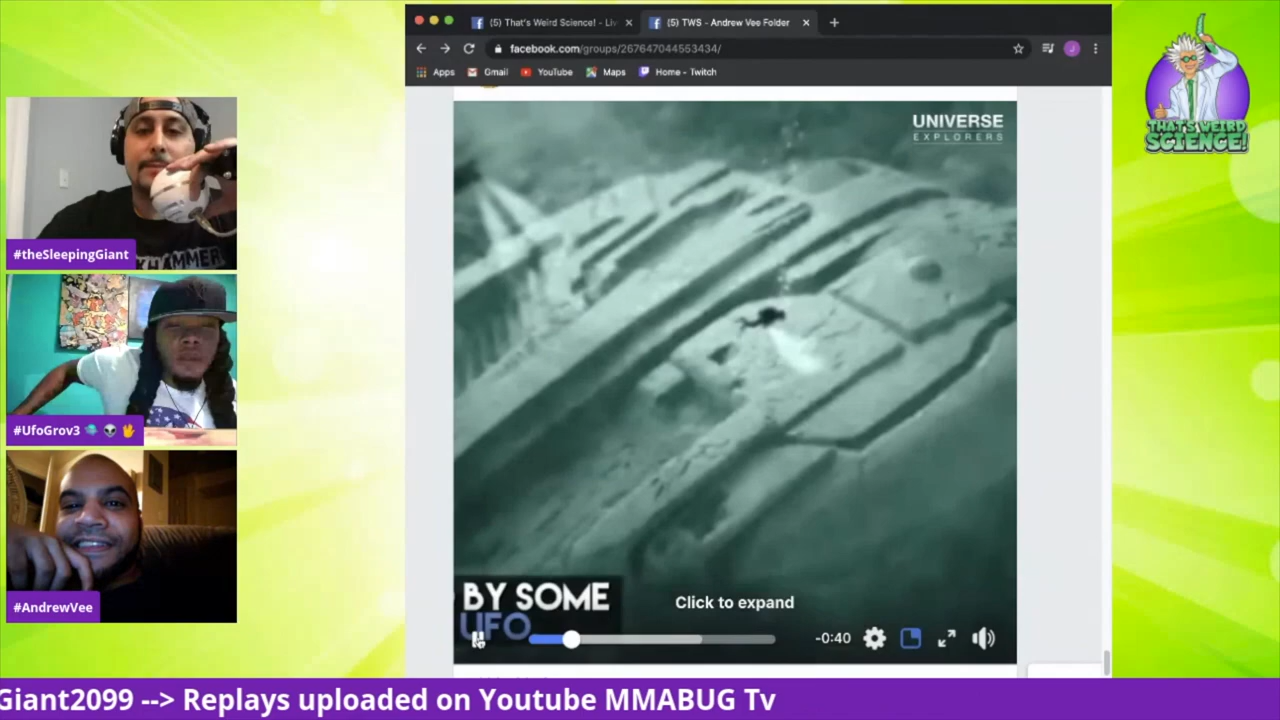 (5) That's Weird Science! - Liv
(5) TWS - Andrew Vee Folder
facebook.com/groups/267647044553434/
J
Apps
Gmail
YouTube
Maps
Home - Twitch
THAT'S WEIRD
SCIENCE!
UNIVERSE
EXPLORERS
#theSleepingGiant
#UfoGrov3 🛸 👽 🖖
#AndrewVee
BY SOME
UFO
Click to expand
-0:40
Giant2099 --> Replays uploaded on Youtube MMABUG Tv